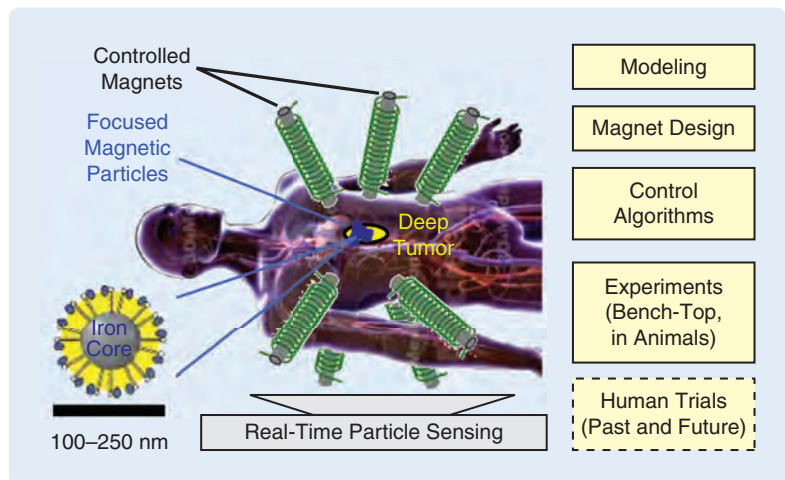 Controlled
Magnets
Focused
Magnetic
Particles
Deep
Tumor
Iron
Core
100–250 nm
Real-Time Particle Sensing
Modeling
Magnet Design
Control
Algorithms
Experiments
(Bench-Top,
in Animals)
Human Trials
(Past and Future)